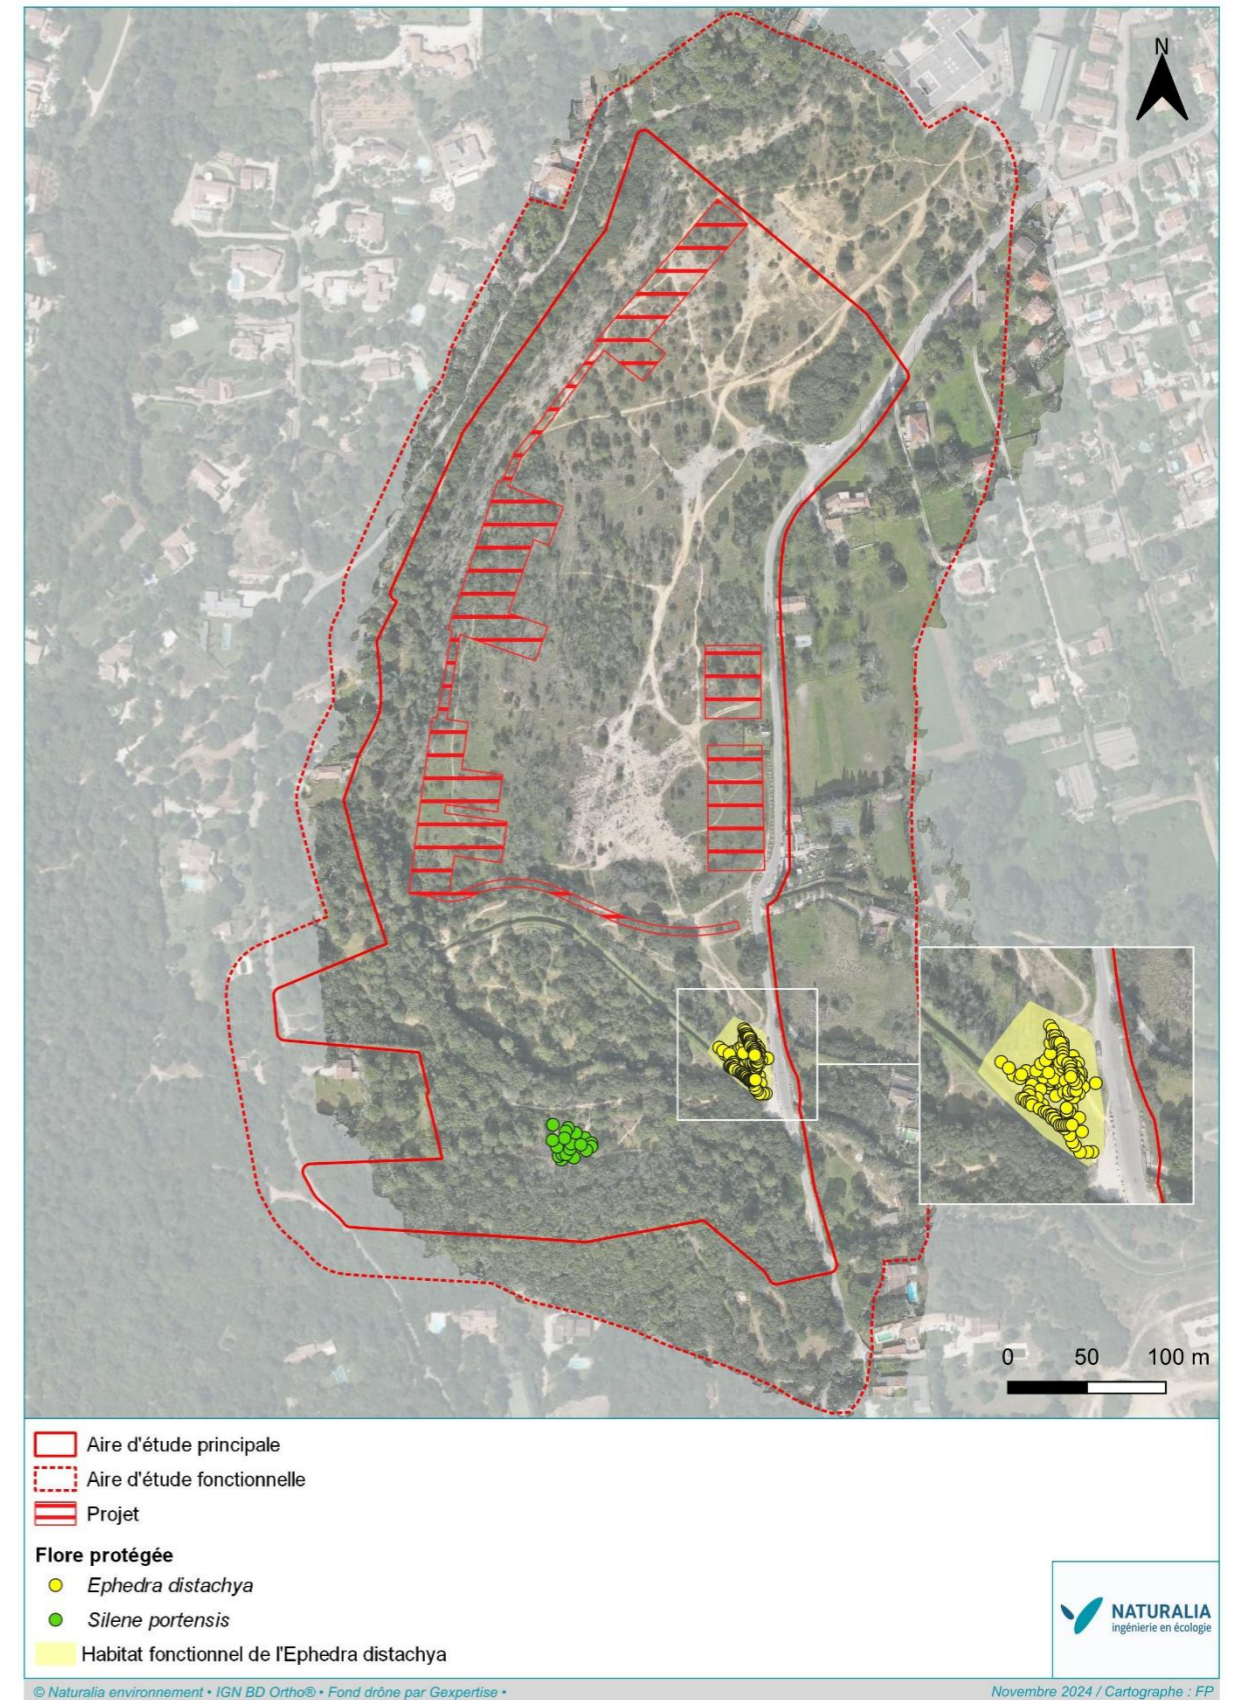 N
0 50 100 m
Aire d'étude principale
Aire d'étude fonctionnelle
Projet
Flore protégée
Ephedra distachya
Silene portensis
Habitat fonctionnel de l'Ephedra distachya
NATURALIA
ingénierie en écologie
© Naturalia environnement • IGN BD Ortho® • Fond drône par Gexpertise •
Novembre 2024 / Cartographe : FP